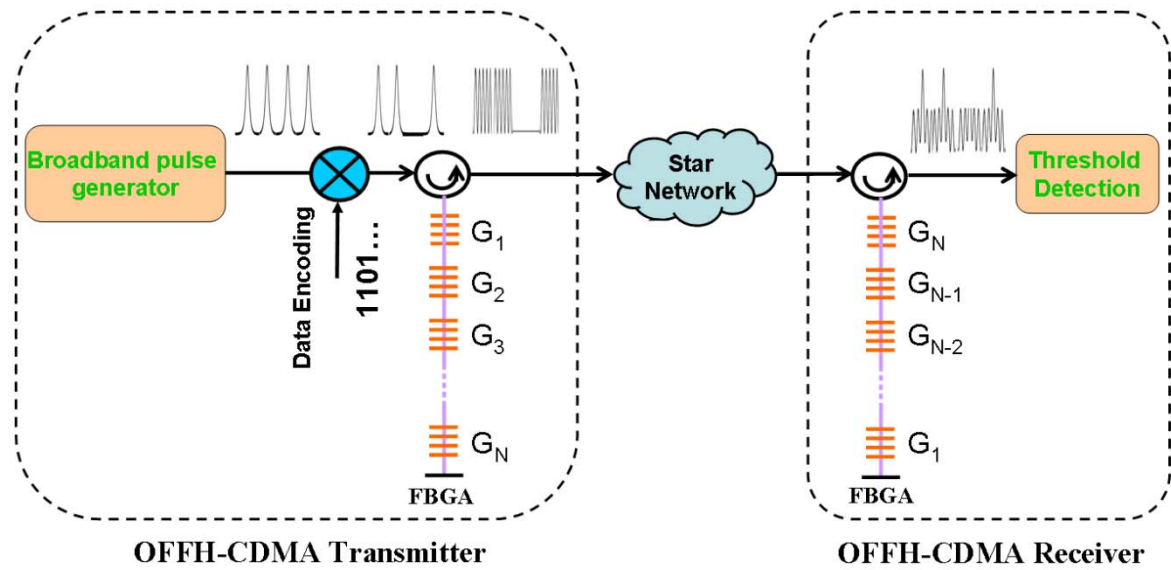 Broadband pulse
generator
Data Encoding
1101...
G1
G2
G3
GN
FBGA
OFFH-CDMA Transmitter
Star
Network
Threshold
Detection
GN
GN-1
GN-2
G1
FBGA
OFFH-CDMA Receiver